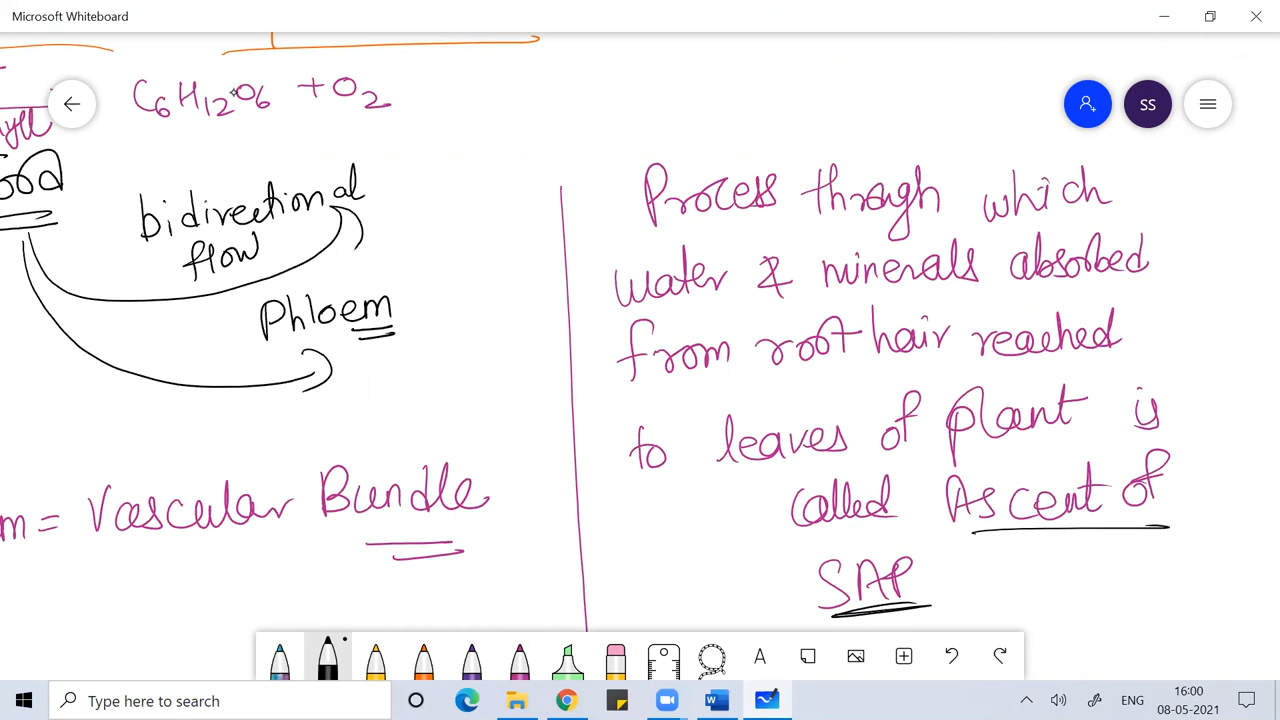 Microsoft Whiteboard
C6H12O6 + O2
SS
bidirectional
flow
Phloem
m = Vascular Bundle
Process through which
water & minerals absorbed
from root hair reached
to leaves of plant is
called Ascent of
SAP
A
Type here to search
ENG
16:00
08-05-2021